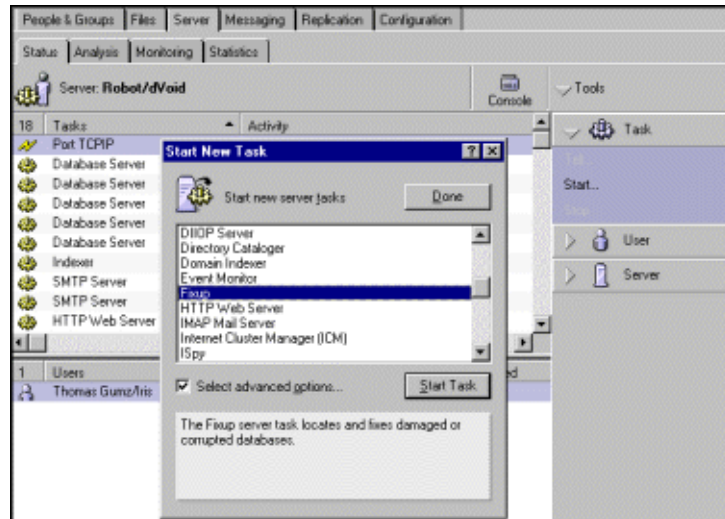 People & Groups Files Server Messaging Replication Configuration
Status Analysis Monitoring Statistics
Server: Robot/dVoid
Console
Tools
18 Tasks Activity
Task
Port TCPIP
Tell...
Database Server
Start...
Database Server
Stop
Database Server
Database Server
User
Database Server
Indexer
Server
SMTP Server
SMTP Server
HTTP Web Server
1 Users
Thomas Gumz/Iris
Start New Task
Start new server tasks
Done
DIIOP Server
Directory Cataloger
Domain Indexer
Event Monitor
Fixup
HTTP Web Server
IMAP Mail Server
Internet Cluster Manager (ICM)
ISpy
Select advanced options...
Start Task
The Fixup server task locates and fixes damaged or
corrupted databases.